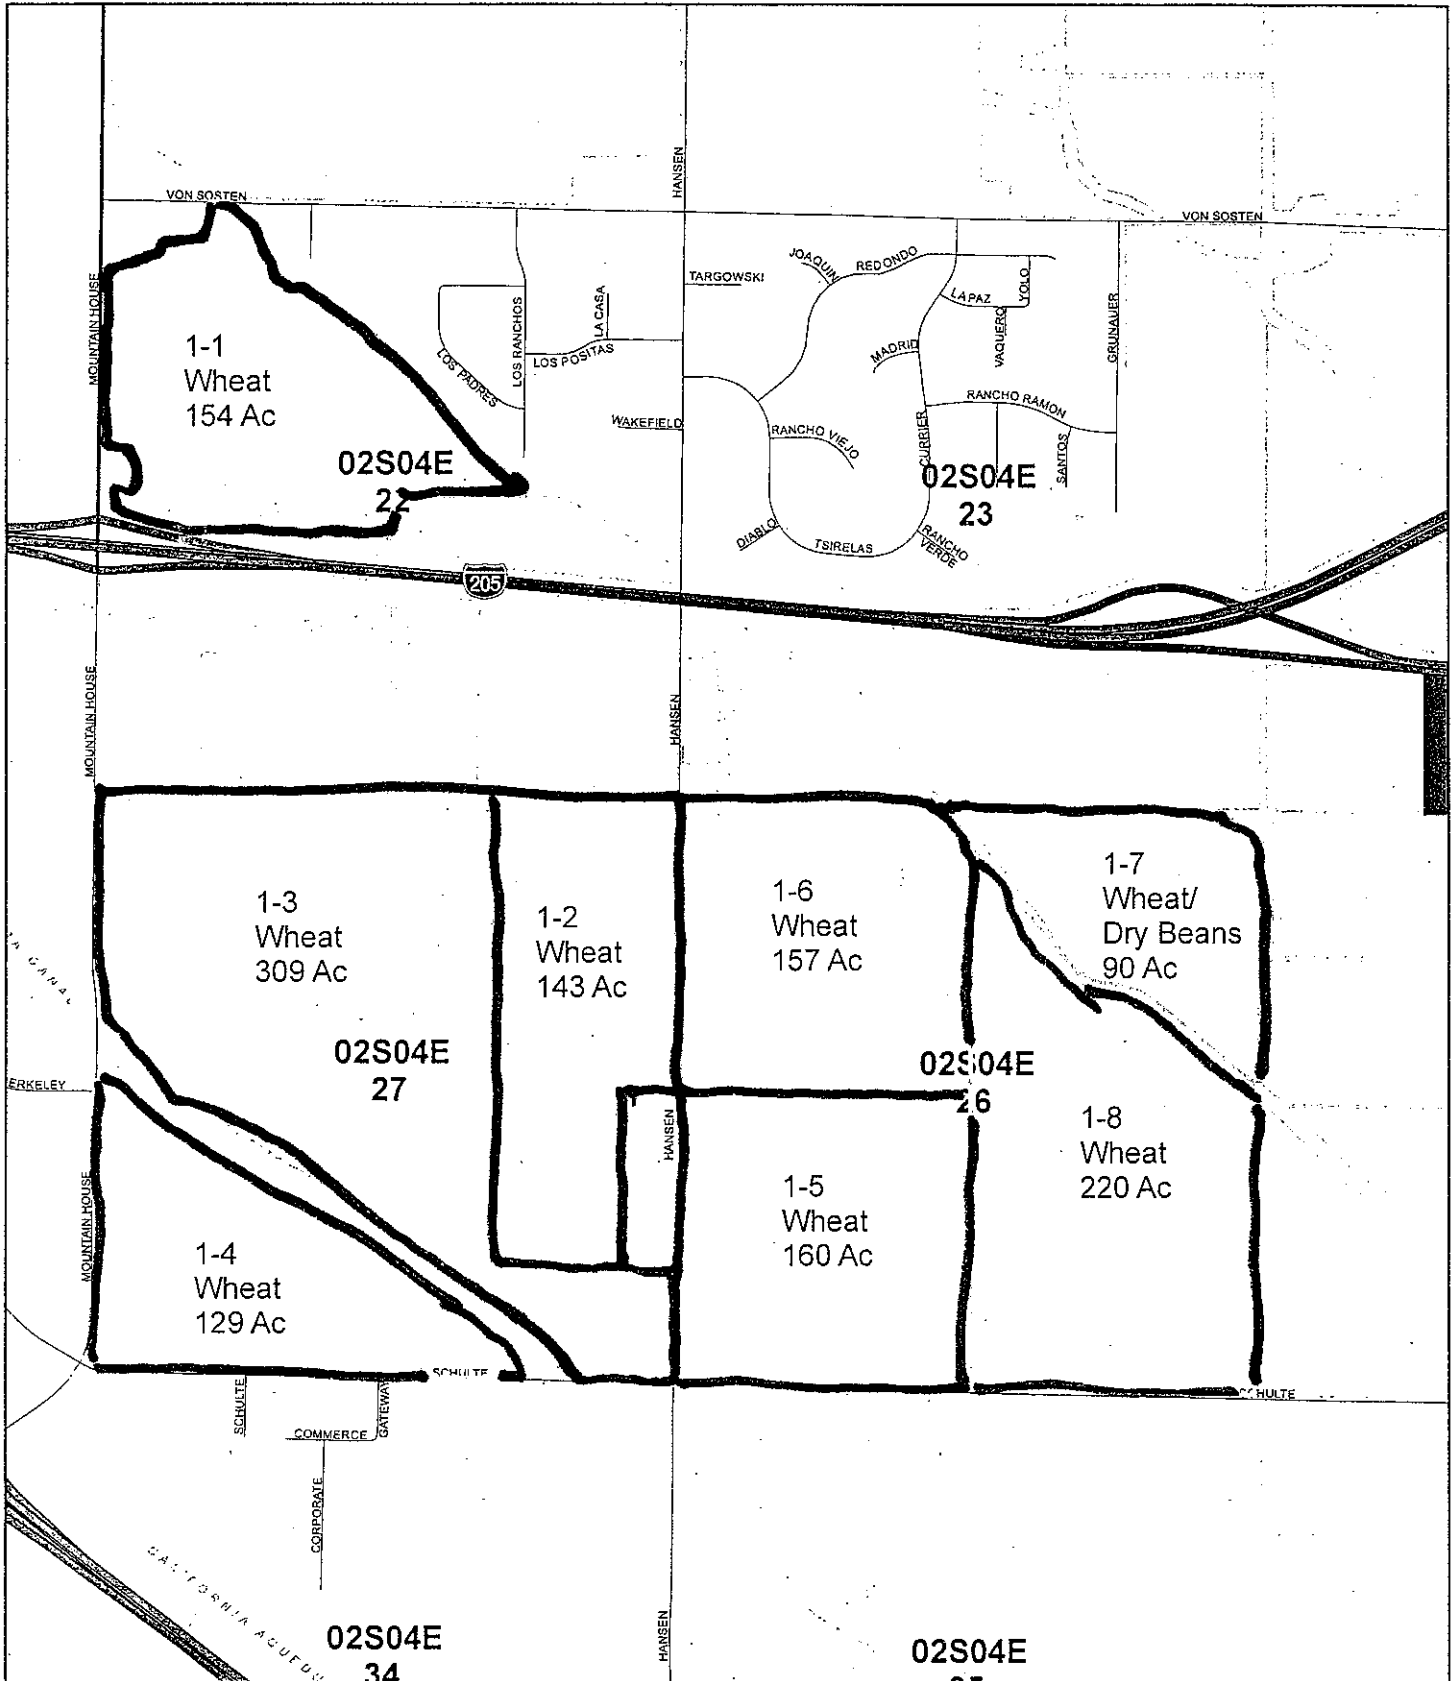 VON SOSTEN
HANSEN
VON SOSTEN
MOUNTAIN HOUSE
1-1
Wheat
154 Ac
LOS PADRES
LOS RANCHOS
LA CASA
LOS POSITAS
WAKEFIELD
TARGOWSKI
JOAQUIN
REDONDO
LA PAZ
YOLO
VAQUERO
MADRID
GRUNAUER
RANCHO RAMON
SANTOS
CURRIER
RANCHO VIEJO
DIABLO
TSIRELAS
RANCHO
VERDE
02S04E
22
02S04E
23
205
MOUNTAIN HOUSE
HANSEN
1-3
Wheat
309 Ac
1-2
Wheat
143 Ac
1-6
Wheat
157 Ac
1-7
Wheat/
Dry Beans
90 Ac
CANAL
02S04E
27
02S04E
26
ERKELEY
HANSEN
MOUNTAIN HOUSE
1-4
Wheat
129 Ac
1-5
Wheat
160 Ac
1-8
Wheat
220 Ac
SCHULTE
CHULTE
SCHULTE
GATEWAY
COMMERCE
CORPORATE
CALIFORNIA AQUEDU
HANSEN
02S04E
34
02S04E